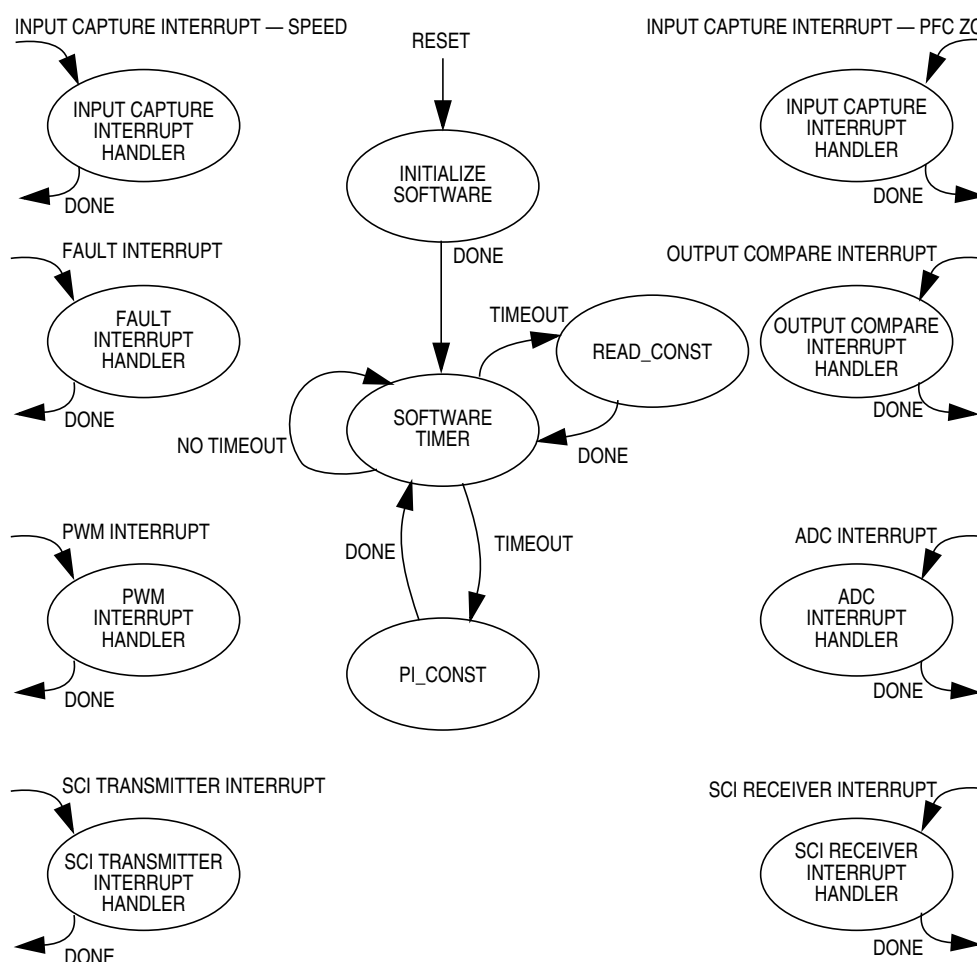 INPUT CAPTURE INTERRUPT — SPEED
RESET
INPUT CAPTURE INTERRUPT — PFC
INPUT CAPTURE
INTERRUPT
HANDLER
DONE
INITIALIZE
SOFTWARE
DONE
INPUT CAPTURE
INTERRUPT
HANDLER
DONE
FAULT INTERRUPT
FAULT
INTERRUPT
HANDLER
DONE
TIMEOUT
READ_CONST
DONE
OUTPUT COMPARE INTERRUPT
OUTPUT COMPARE
INTERRUPT
HANDLER
DONE
NO TIMEOUT
SOFTWARE
TIMER
PWM INTERRUPT
PWM
INTERRUPT
HANDLER
DONE
DONE
TIMEOUT
PI_CONST
ADC INTERRUPT
ADC
INTERRUPT
HANDLER
DONE
SCI TRANSMITTER INTERRUPT
SCI TRANSMITTER
INTERRUPT
HANDLER
DONE
SCI RECEIVER INTERRUPT
SCI RECEIVER
INTERRUPT
HANDLER
DONE